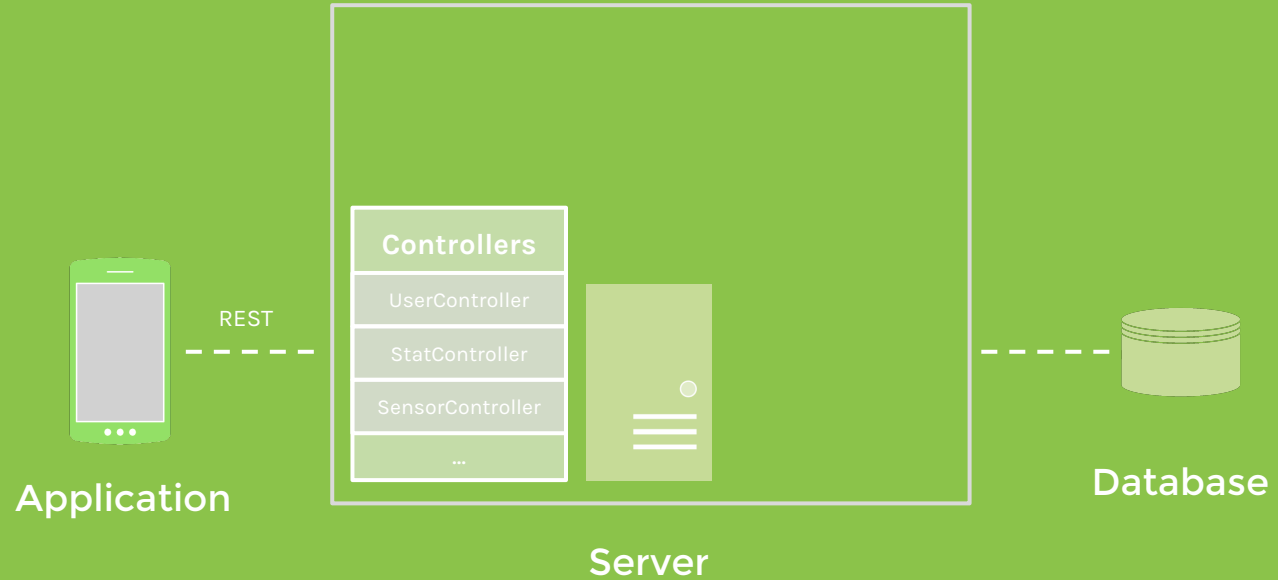 Controllers
UserController
REST
StatController
SensorController
...
Application
Database
Server